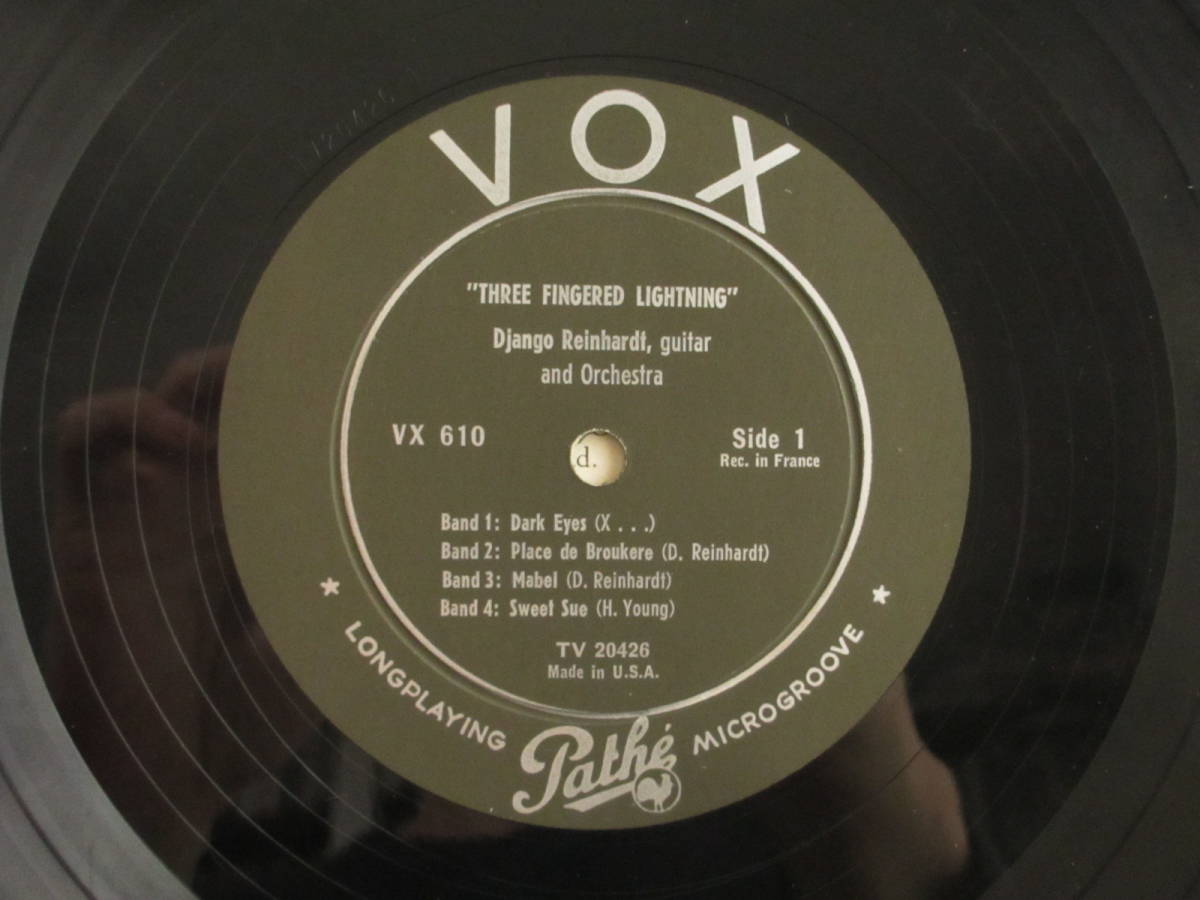 VOX
"THREE FINGERED LIGHTNING"
Django Reinhardt, guitar
and Orchestra
VX 610
Side 1
Rec. in France
d.
Band 1: Dark Eyes (X . . .)
Band 2: Place de Broukere (D. Reinhardt)
Band 3: Mabel (D. Reinhardt)
Band 4: Sweet Sue (H. Young)
TV 20426
Made in U.S.A.
★ LONGPLAYING Pathé MICROGROOVE ★